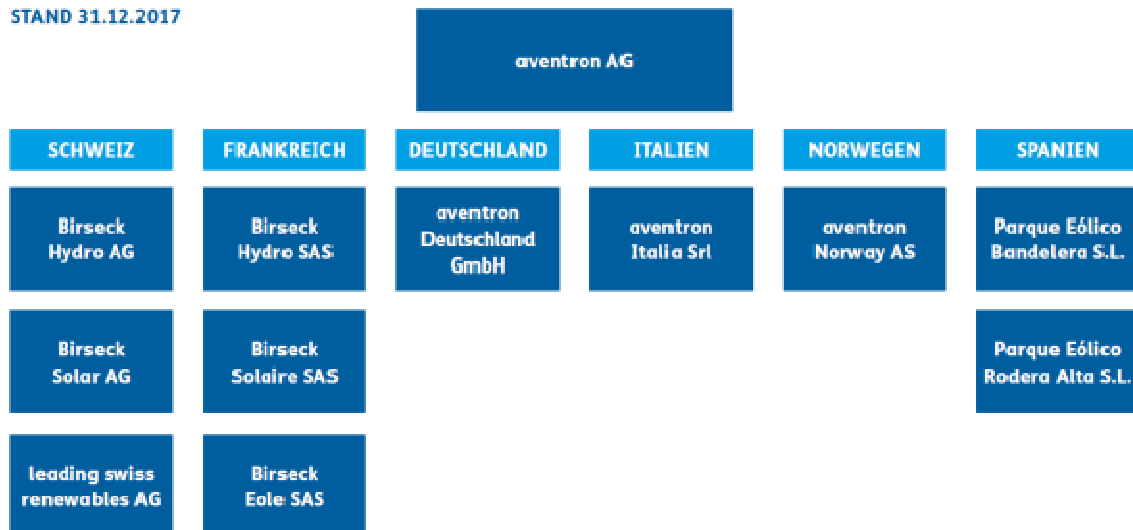 STAND 31.12.2017
aventron AG
SCHWEIZ
FRANKREICH
DEUTSCHLAND
ITALIEN
NORWEGEN
SPANIEN
Birseck
Hydro AG
Birseck
Hydro SAS
aventron
Deutschland
GmbH
aventron
Italia Srl
aventron
Norway AS
Parque Eólico
Bandelera S.L.
Birseck
Solar AG
Birseck
Solaire SAS
Parque Eólico
Rodera Alta S.L.
leading swiss
renewables AG
Birseck
Eole SAS